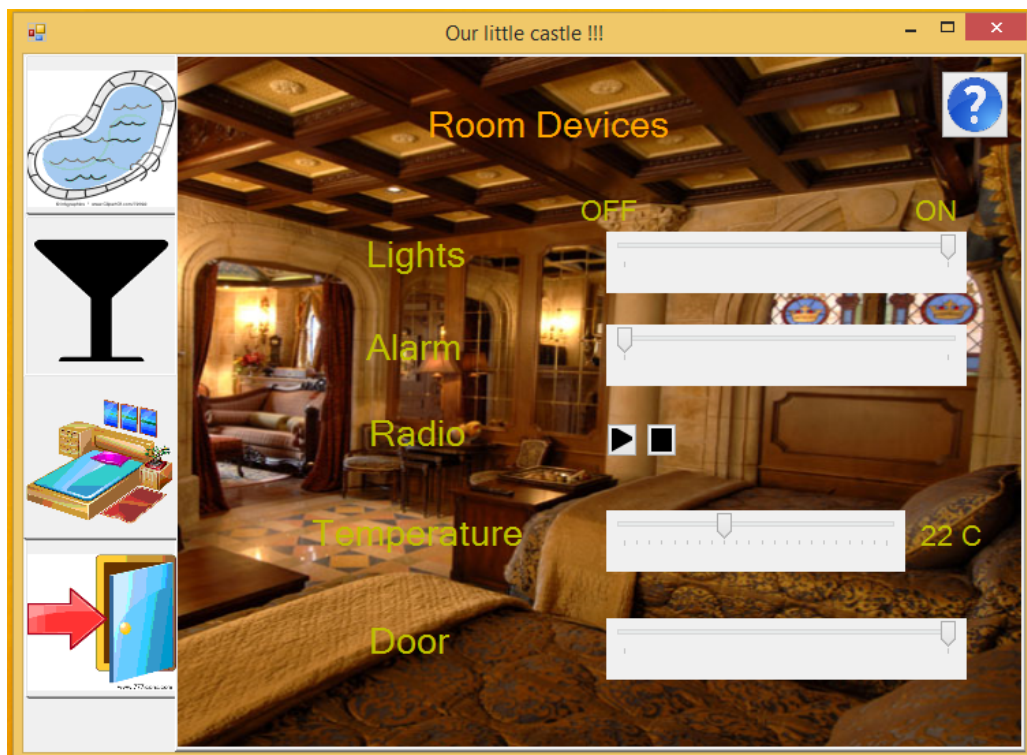 Our little castle !!!
Room Devices
OFF ON
Lights
Alarm
Radio
Temperature 22 C
Door